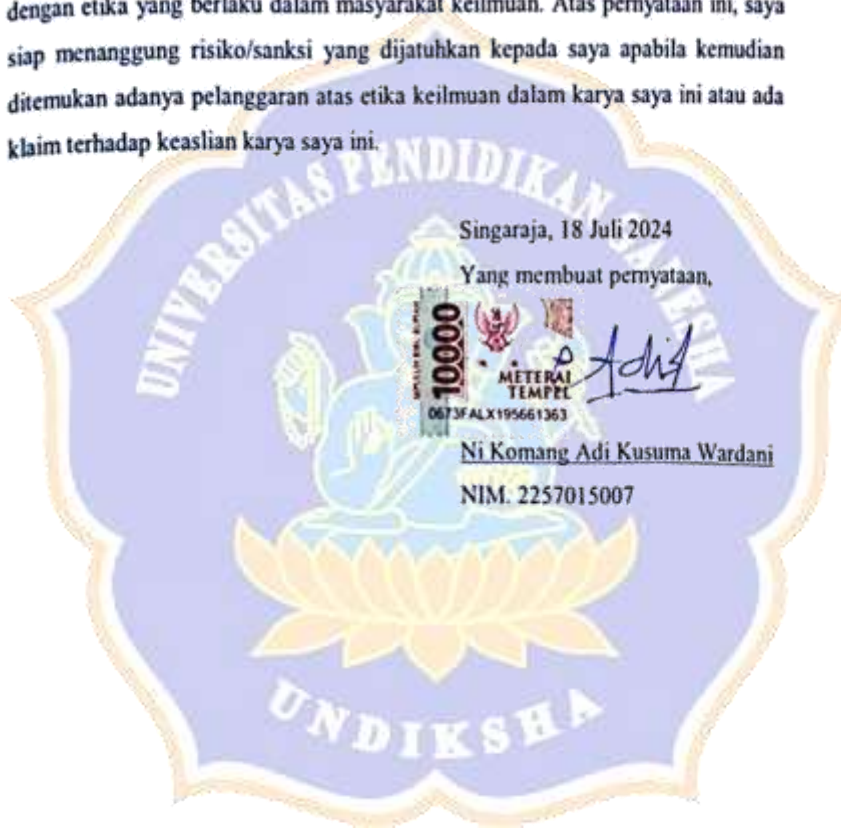 dengan etika yang berlaku dalam masyarakat keilmuan. Atas pernyataan ini, saya
siap menanggung risiko/sanksi yang dijatuhkan kepada saya apabila kemudian
ditemukan adanya pelanggaran atas etika keilmuan dalam karya saya ini atau ada
klaim terhadap keaslian karya saya ini.
UNIVERSITAS PENDIDIKAN GANESHA
Singaraja, 18 Juli 2024
Yang membuat pernyataan,
10000
METERAI
TEMPEL
0673FALX195661363
Adi
Ni Komang Adi Kusuma Wardani
NIM. 2257015007
UNDIKSHA